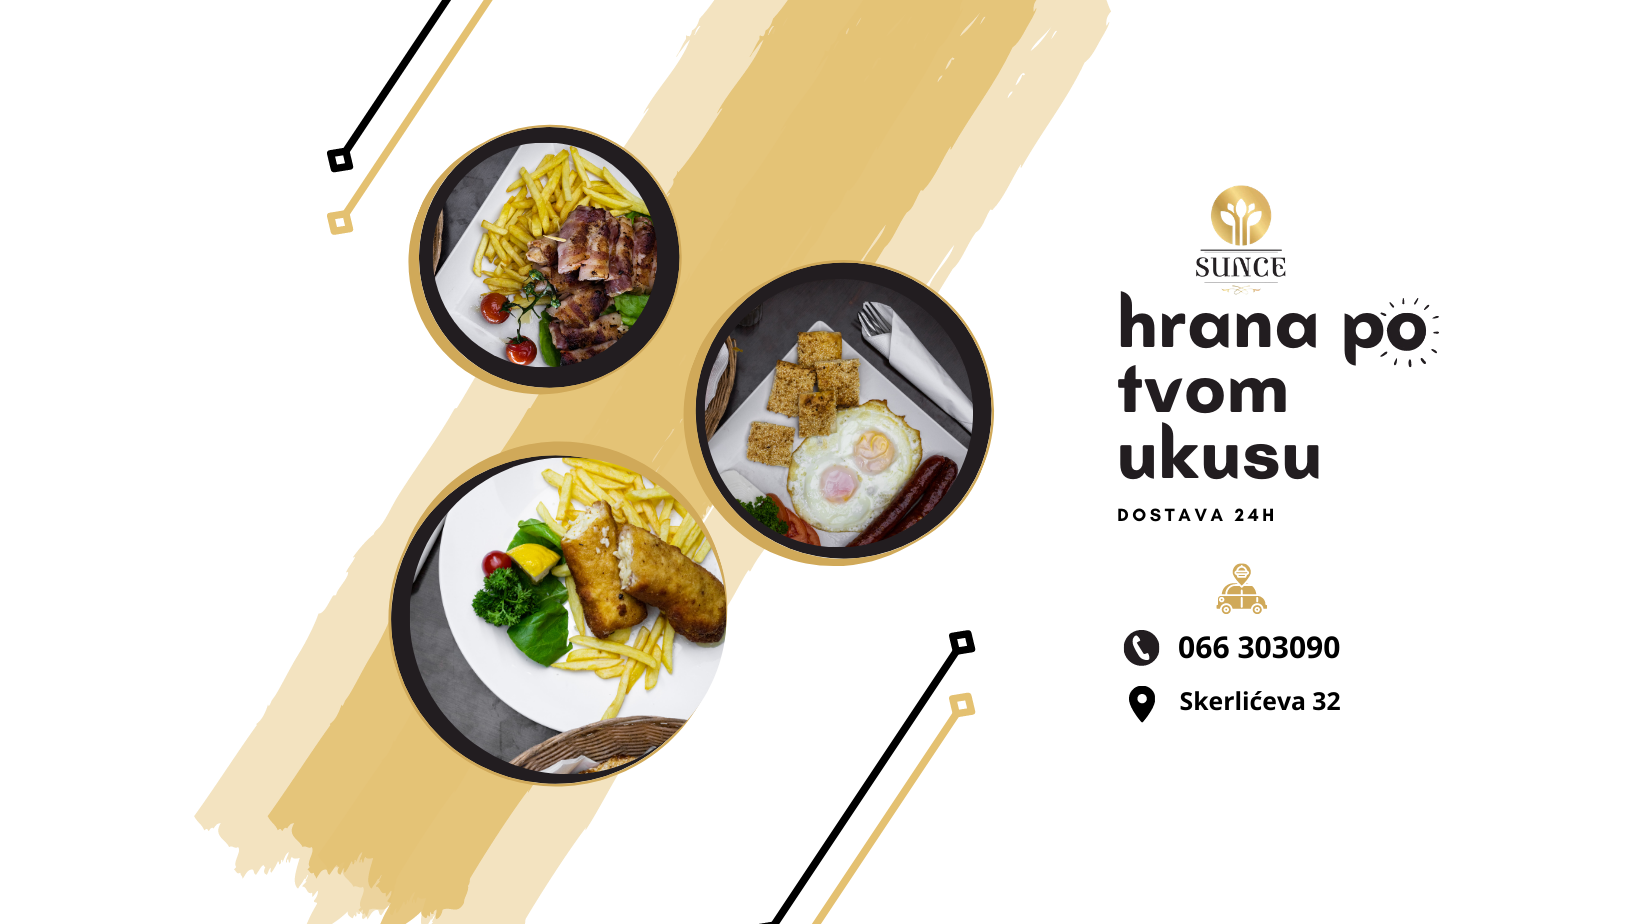 SUNCE
hrana po
tvom
ukusu
DOSTAVA 24H
066 303090
Skerlićeva 32